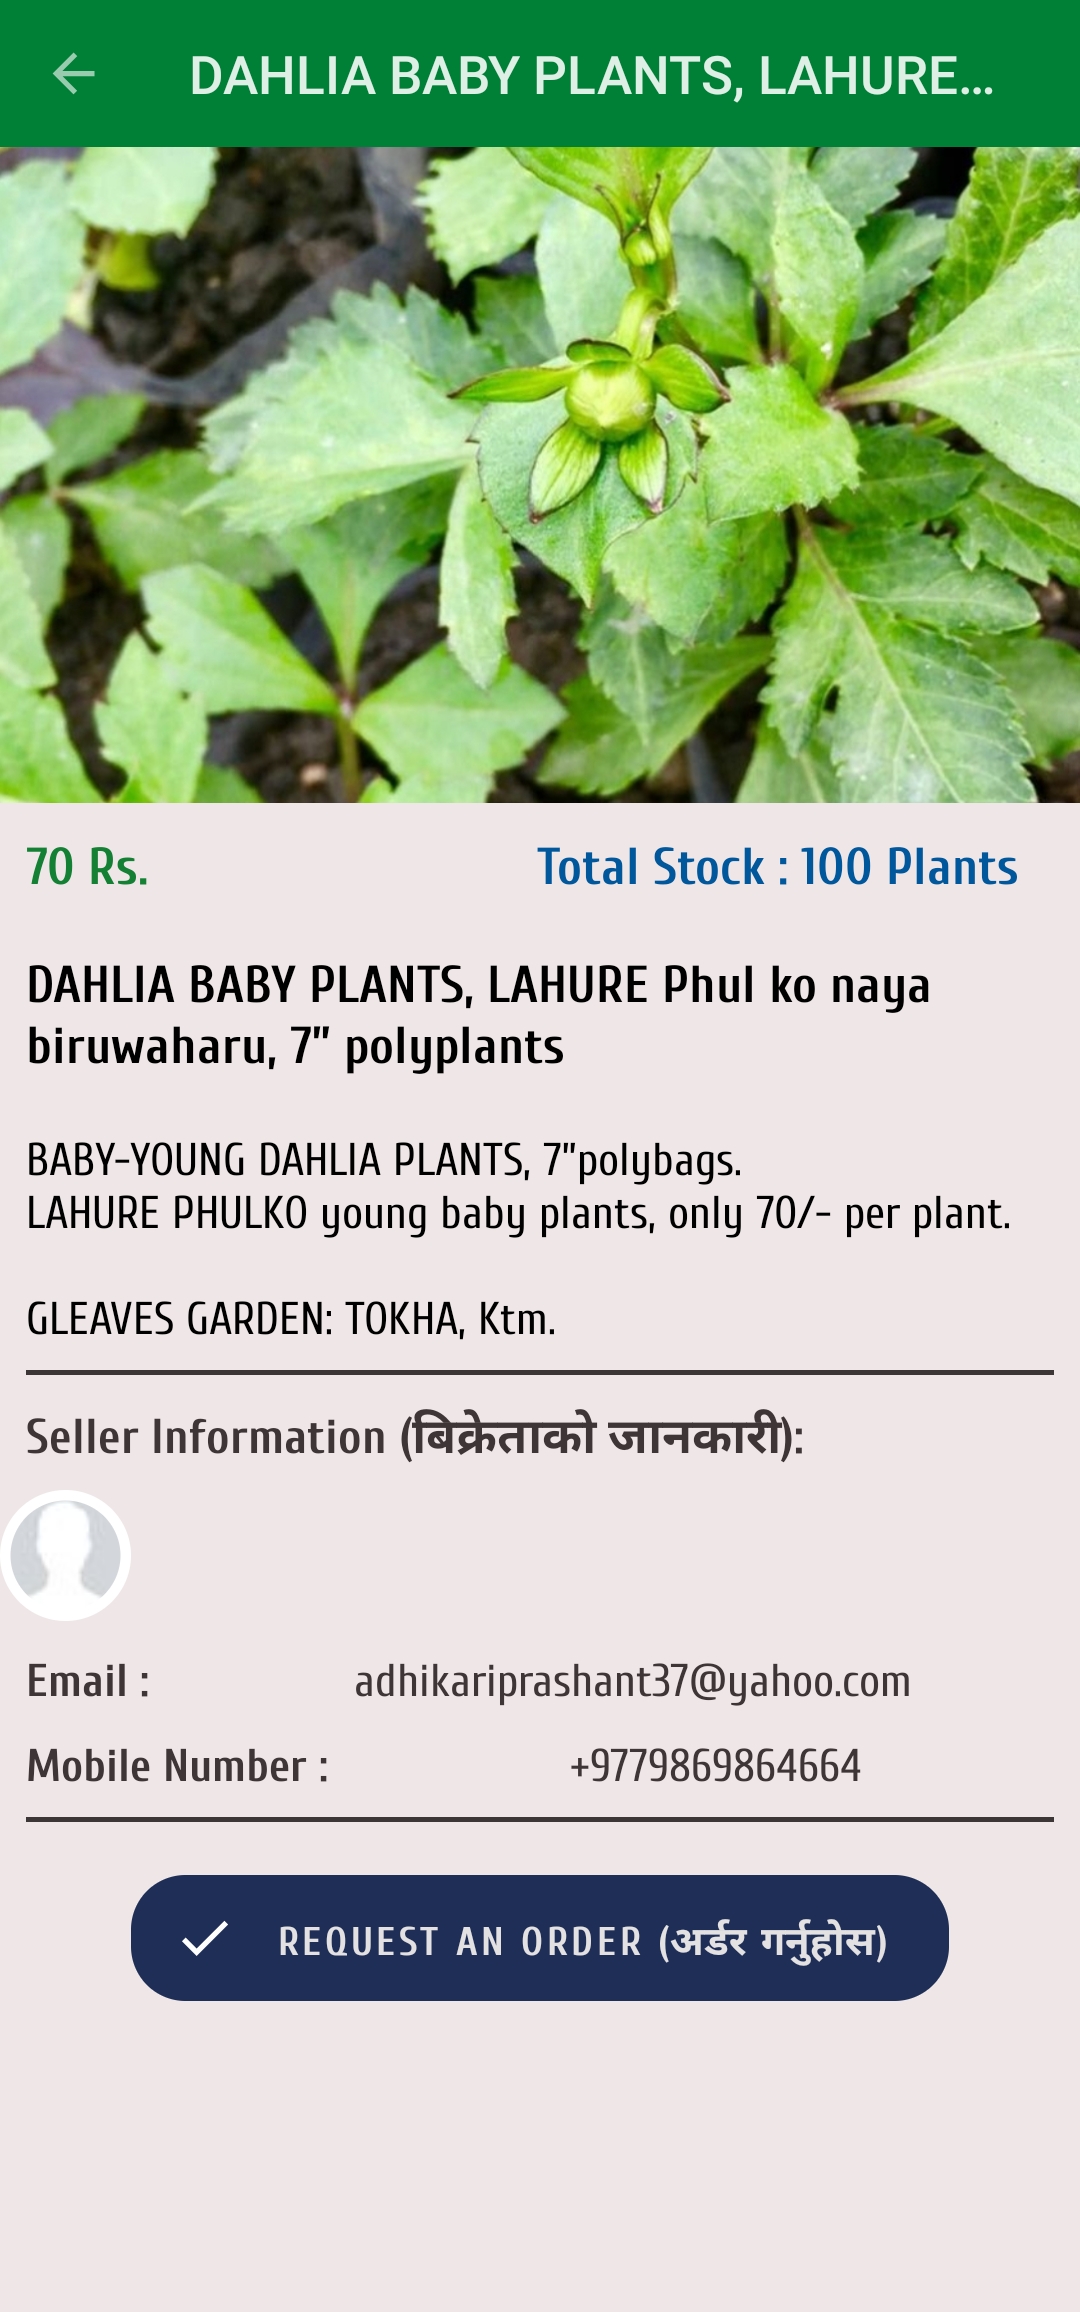 DAHLIA BABY PLANTS, LAHURE...
70 Rs.
Total Stock : 100 Plants
DAHLIA BABY PLANTS, LAHURE Phul ko naya
biruwaharu, 7” polyplants
BABY-YOUNG DAHLIA PLANTS, 7”polybags.
LAHURE PHULKO young baby plants, only 70/- per plant.
GLEAVES GARDEN: TOKHA, Ktm.
Seller Information (बिक्रेताको जानकारी):
Email : adhikariprashant37@yahoo.com
Mobile Number : +9779869864664
REQUEST AN ORDER (अर्डर गर्नुहोस)